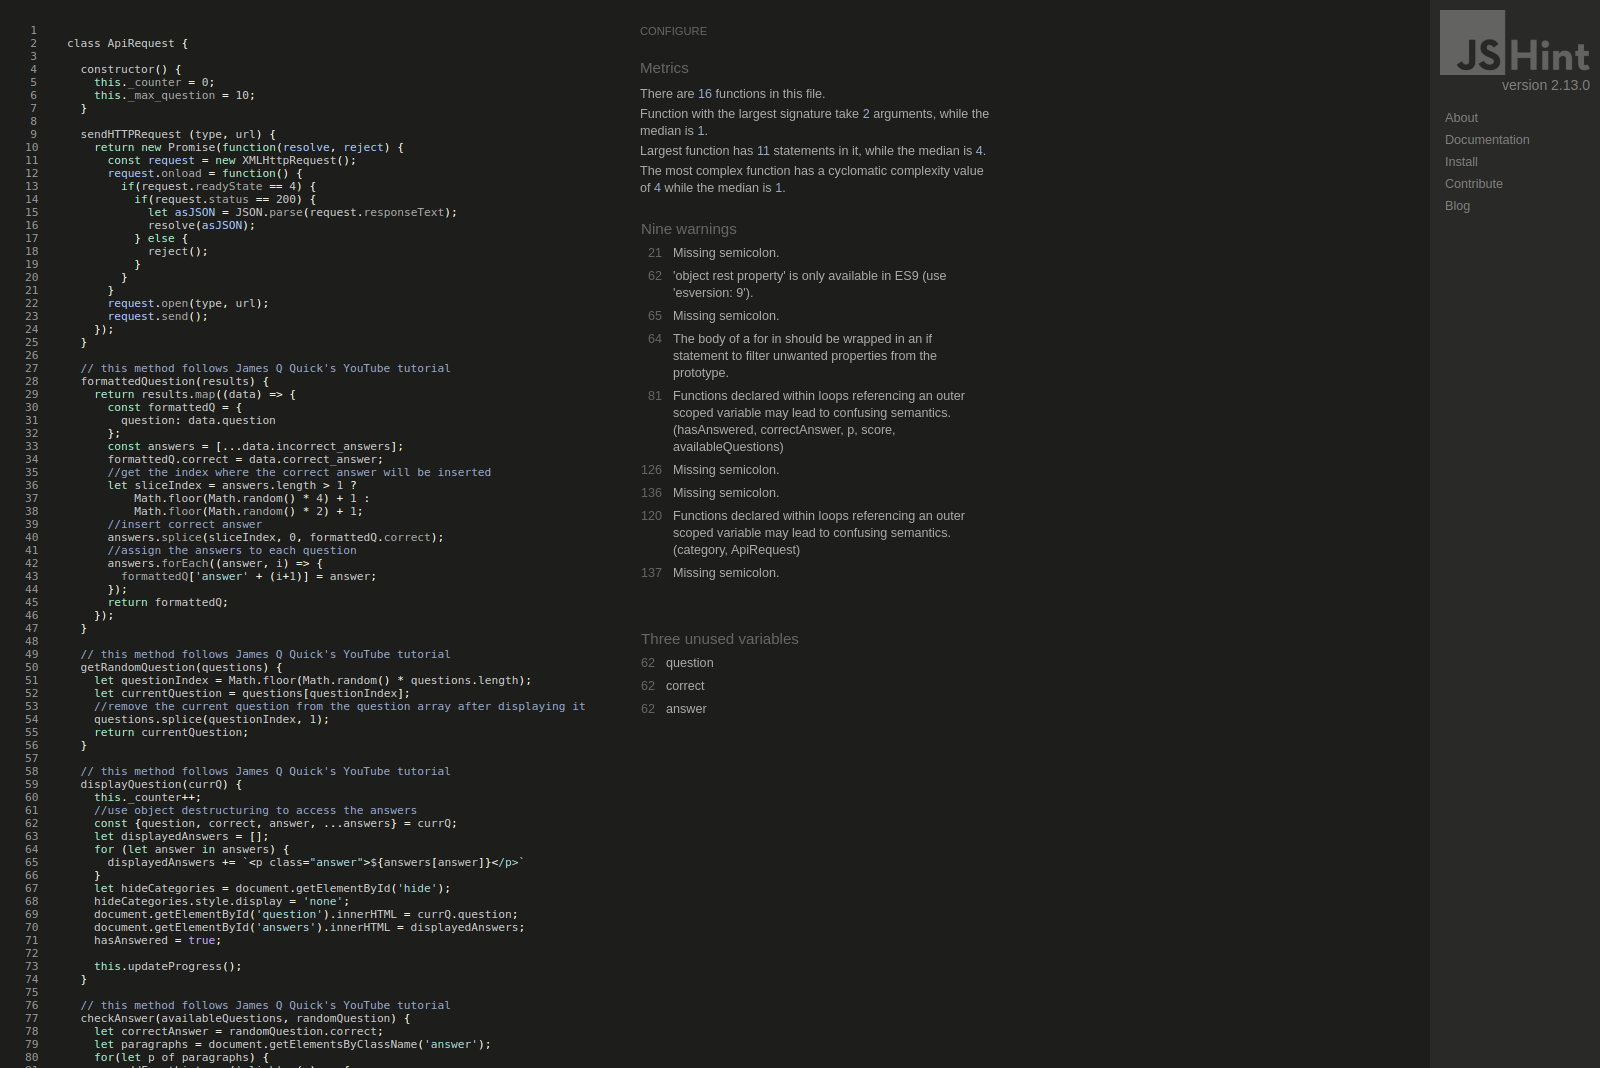 1
2 class ApiRequest {
3
4 constructor() {
5 this._counter = 0;
6 this._max_question = 10;
7 }
8
9 sendHTTPRequest (type, url) {
10 return new Promise(function(resolve, reject) {
11 const request = new XMLHttpRequest();
12 request.onload = function() {
13 if(request.readyState == 4) {
14 if(request.status == 200) {
15 let asJSON = JSON.parse(request.responseText);
16 resolve(asJSON);
17 } else {
18 reject();
19 }
20 }
21 }
22 request.open(type, url);
23 request.send();
24 });
25 }
26
27 // this method follows James Q Quick's YouTube tutorial
28 formattedQuestion(results) {
29 return results.map((data) => {
30 const formattedQ = {
31 question: data.question
32 };
33 const answers = [...data.incorrect_answers];
34 formattedQ.correct = data.correct_answer;
35 //get the index where the correct answer will be inserted
36 let sliceIndex = answers.length > 1 ?
37 Math.floor(Math.random() * 4) + 1 :
38 Math.floor(Math.random() * 2) + 1;
39 //insert correct answer
40 answers.splice(sliceIndex, 0, formattedQ.correct);
41 //assign the answers to each question
42 answers.forEach((answer, i) => {
43 formattedQ['answer' + (i+1)] = answer;
44 });
45 return formattedQ;
46 });
47 }
48
49 // this method follows James Q Quick's YouTube tutorial
50 getRandomQuestion(questions) {
51 let questionIndex = Math.floor(Math.random() * questions.length);
52 let currentQuestion = questions[questionIndex];
53 //remove the current question from the question array after displaying it
54 questions.splice(questionIndex, 1);
55 return currentQuestion;
56 }
57
58 // this method follows James Q Quick's YouTube tutorial
59 displayQuestion(currQ) {
60 this._counter++;
61 //use object destructuring to access the answers
62 const {question, correct, answer, ...answers} = currQ;
63 let displayedAnswers = [];
64 for (let answer in answers) {
65 displayedAnswers += `<p class="answer">${answers[answer]}</p>`
66 }
67 let hideCategories = document.getElementById('hide');
68 hideCategories.style.display = 'none';
69 document.getElementById('question').innerHTML = currQ.question;
70 document.getElementById('answers').innerHTML = displayedAnswers;
71 hasAnswered = true;
72
73 this.updateProgress();
74 }
75
76 // this method follows James Q Quick's YouTube tutorial
77 checkAnswer(availableQuestions, randomQuestion) {
78 let correctAnswer = randomQuestion.correct;
79 let paragraphs = document.getElementsByClassName('answer');
80 for(let p of paragraphs) {
CONFIGURE
Metrics
There are 16 functions in this file.
Function with the largest signature take 2 arguments, while the
median is 1.
Largest function has 11 statements in it, while the median is 4.
The most complex function has a cyclomatic complexity value
of 4 while the median is 1.
Nine warnings
21 Missing semicolon.
62 'object rest property' is only available in ES9 (use
'esversion: 9').
65 Missing semicolon.
64 The body of a for in should be wrapped in an if
statement to filter unwanted properties from the
prototype.
81 Functions declared within loops referencing an outer
scoped variable may lead to confusing semantics.
(hasAnswered, correctAnswer, p, score,
availableQuestions)
126 Missing semicolon.
136 Missing semicolon.
120 Functions declared within loops referencing an outer
scoped variable may lead to confusing semantics.
(category, ApiRequest)
137 Missing semicolon.
Three unused variables
62 question
62 correct
62 answer
JSHint
version 2.13.0
About
Documentation
Install
Contribute
Blog